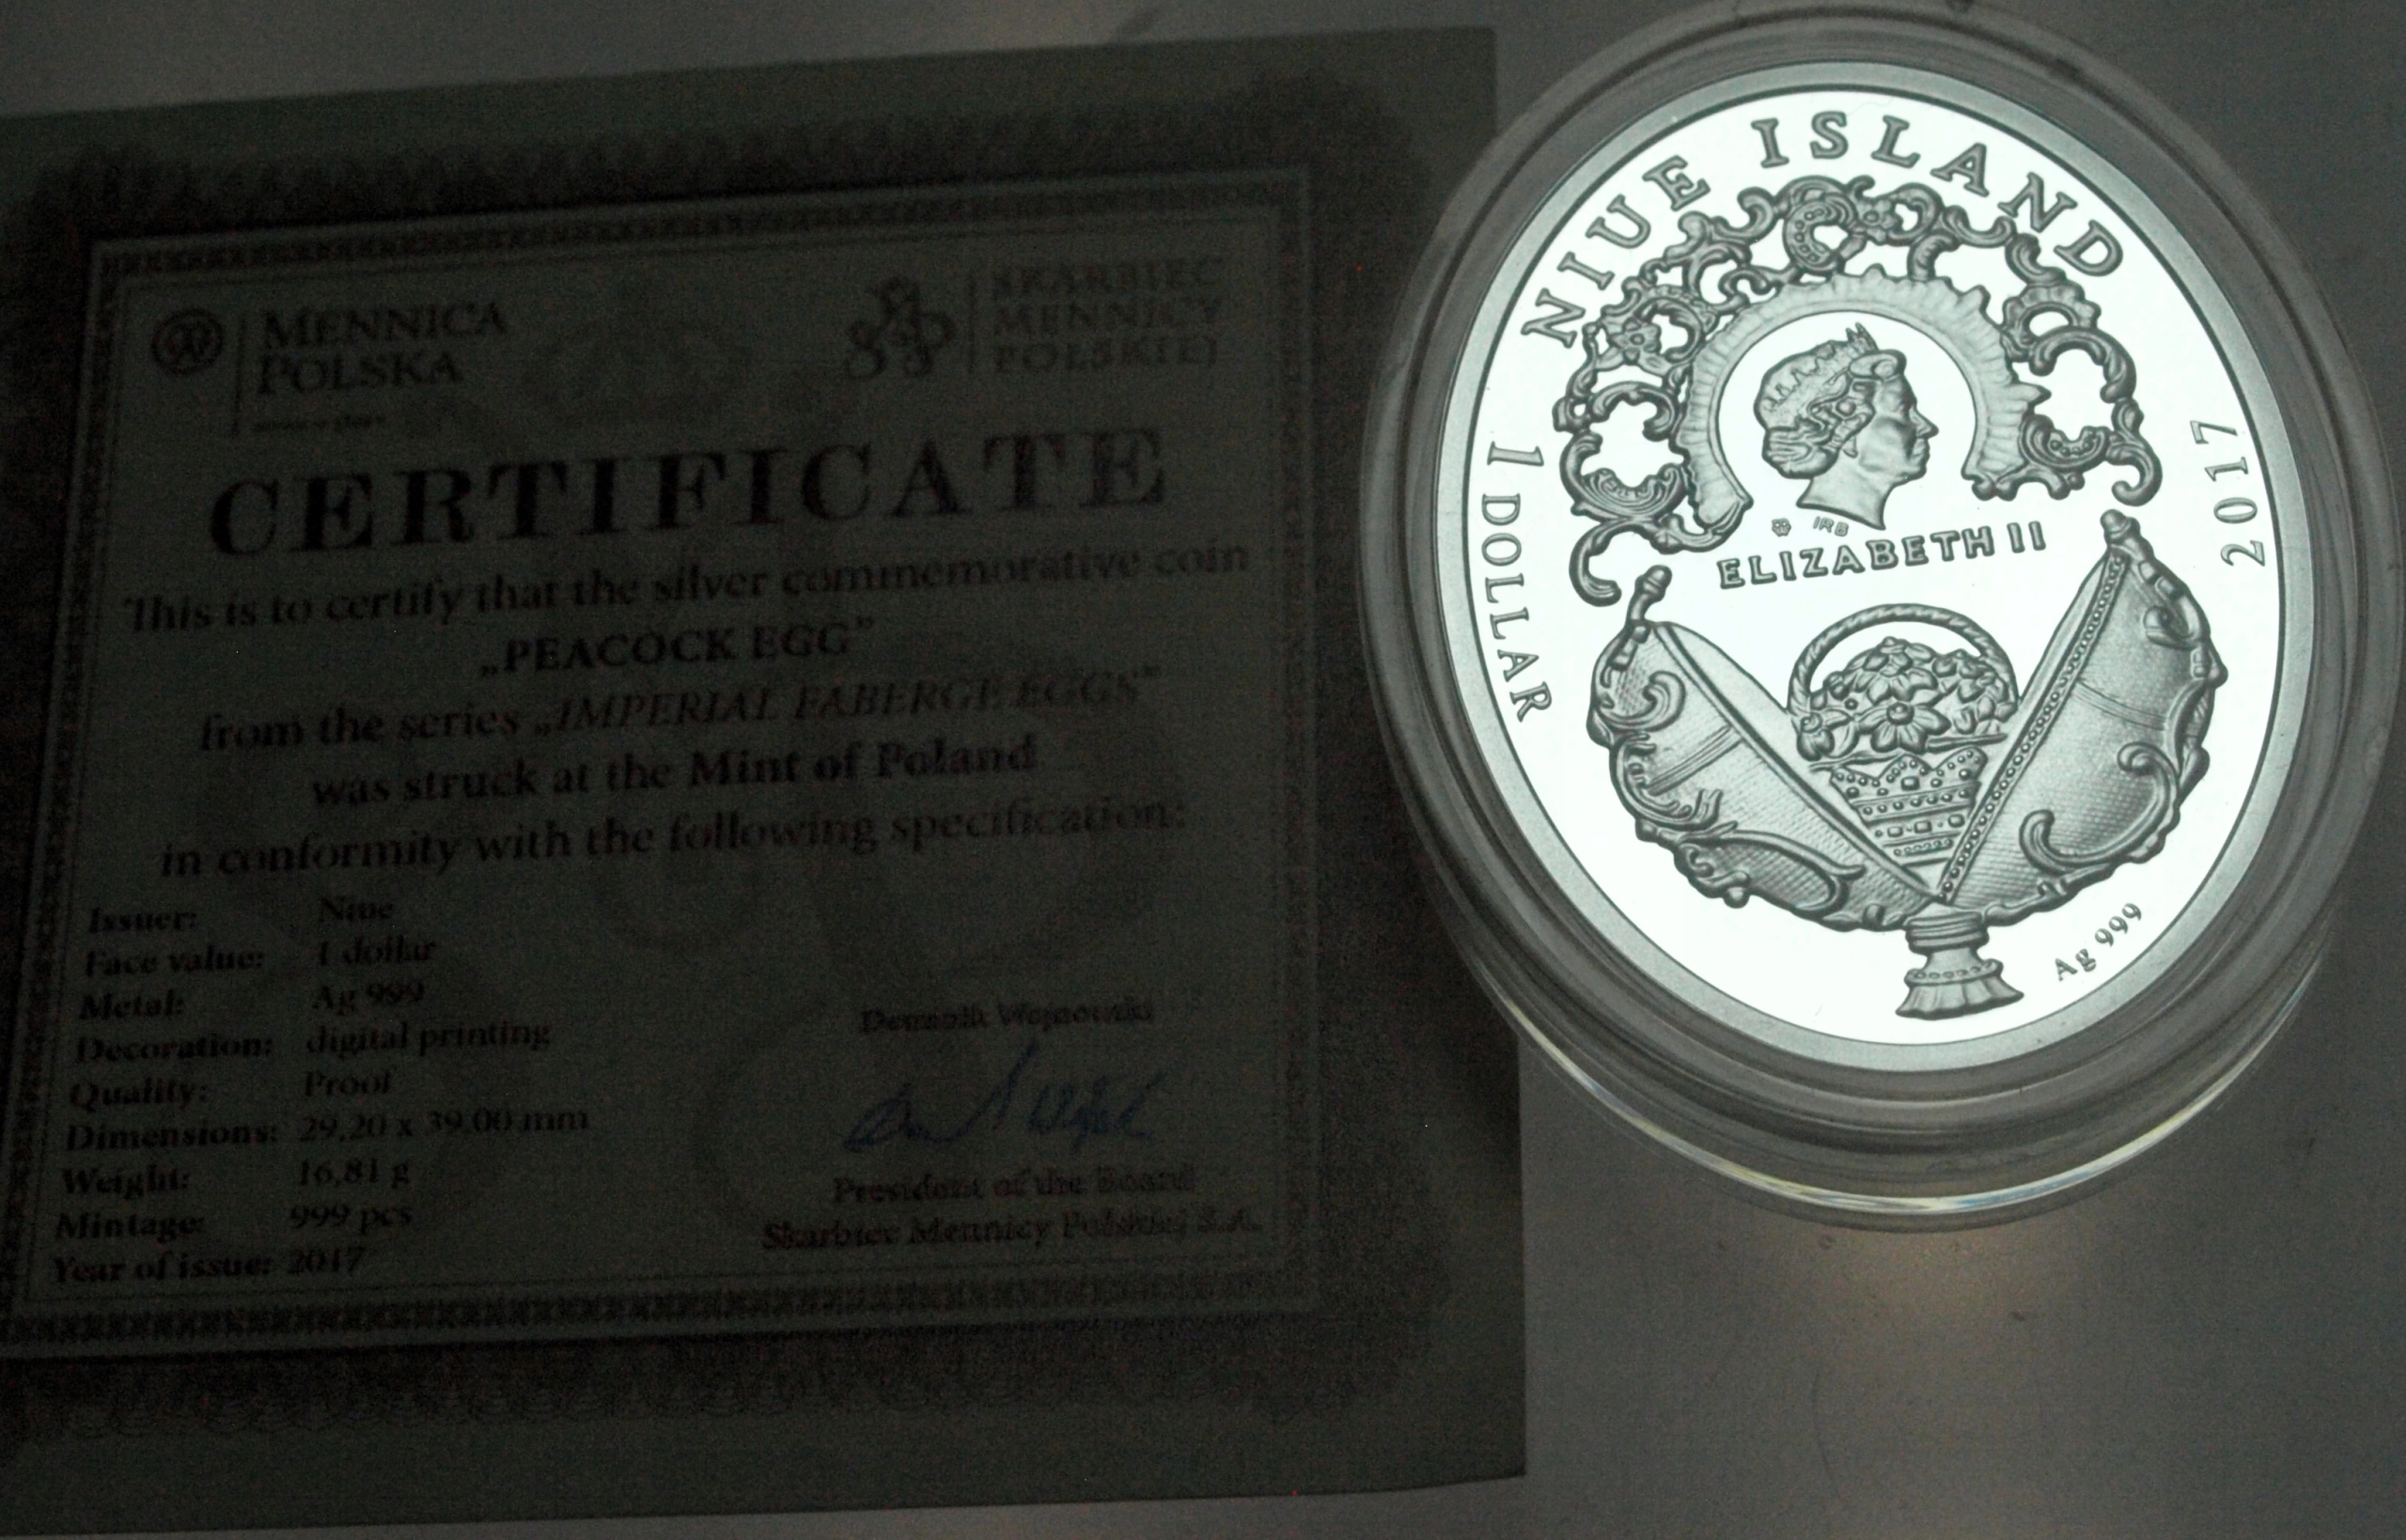 MENNICA
POLSKA
SKARBIEC
MENNICY
POLSKIEJ
CERTIFICATE
This is to certify that the silver commemorative coin
„PEACOCK EGG”
from the series „IMPERIAL FABERGE EGGS”
was struck at the Mint of Poland
in conformity with the following specification:
Issuer: Niue
Face value: 1 dollar
Metal: Ag 999
Decoration: digital printing
Quality: Proof
Dimensions: 29,20 x 39,00 mm
Weight: 16,81 g
Mintage: 999 pcs
Year of issue: 2017
President of the Board
Skarbiec Mennicy Polskiej S.A.
NIUE ISLAND
1 DOLLAR
2017
IRB
ELIZABETH II
Ag 999